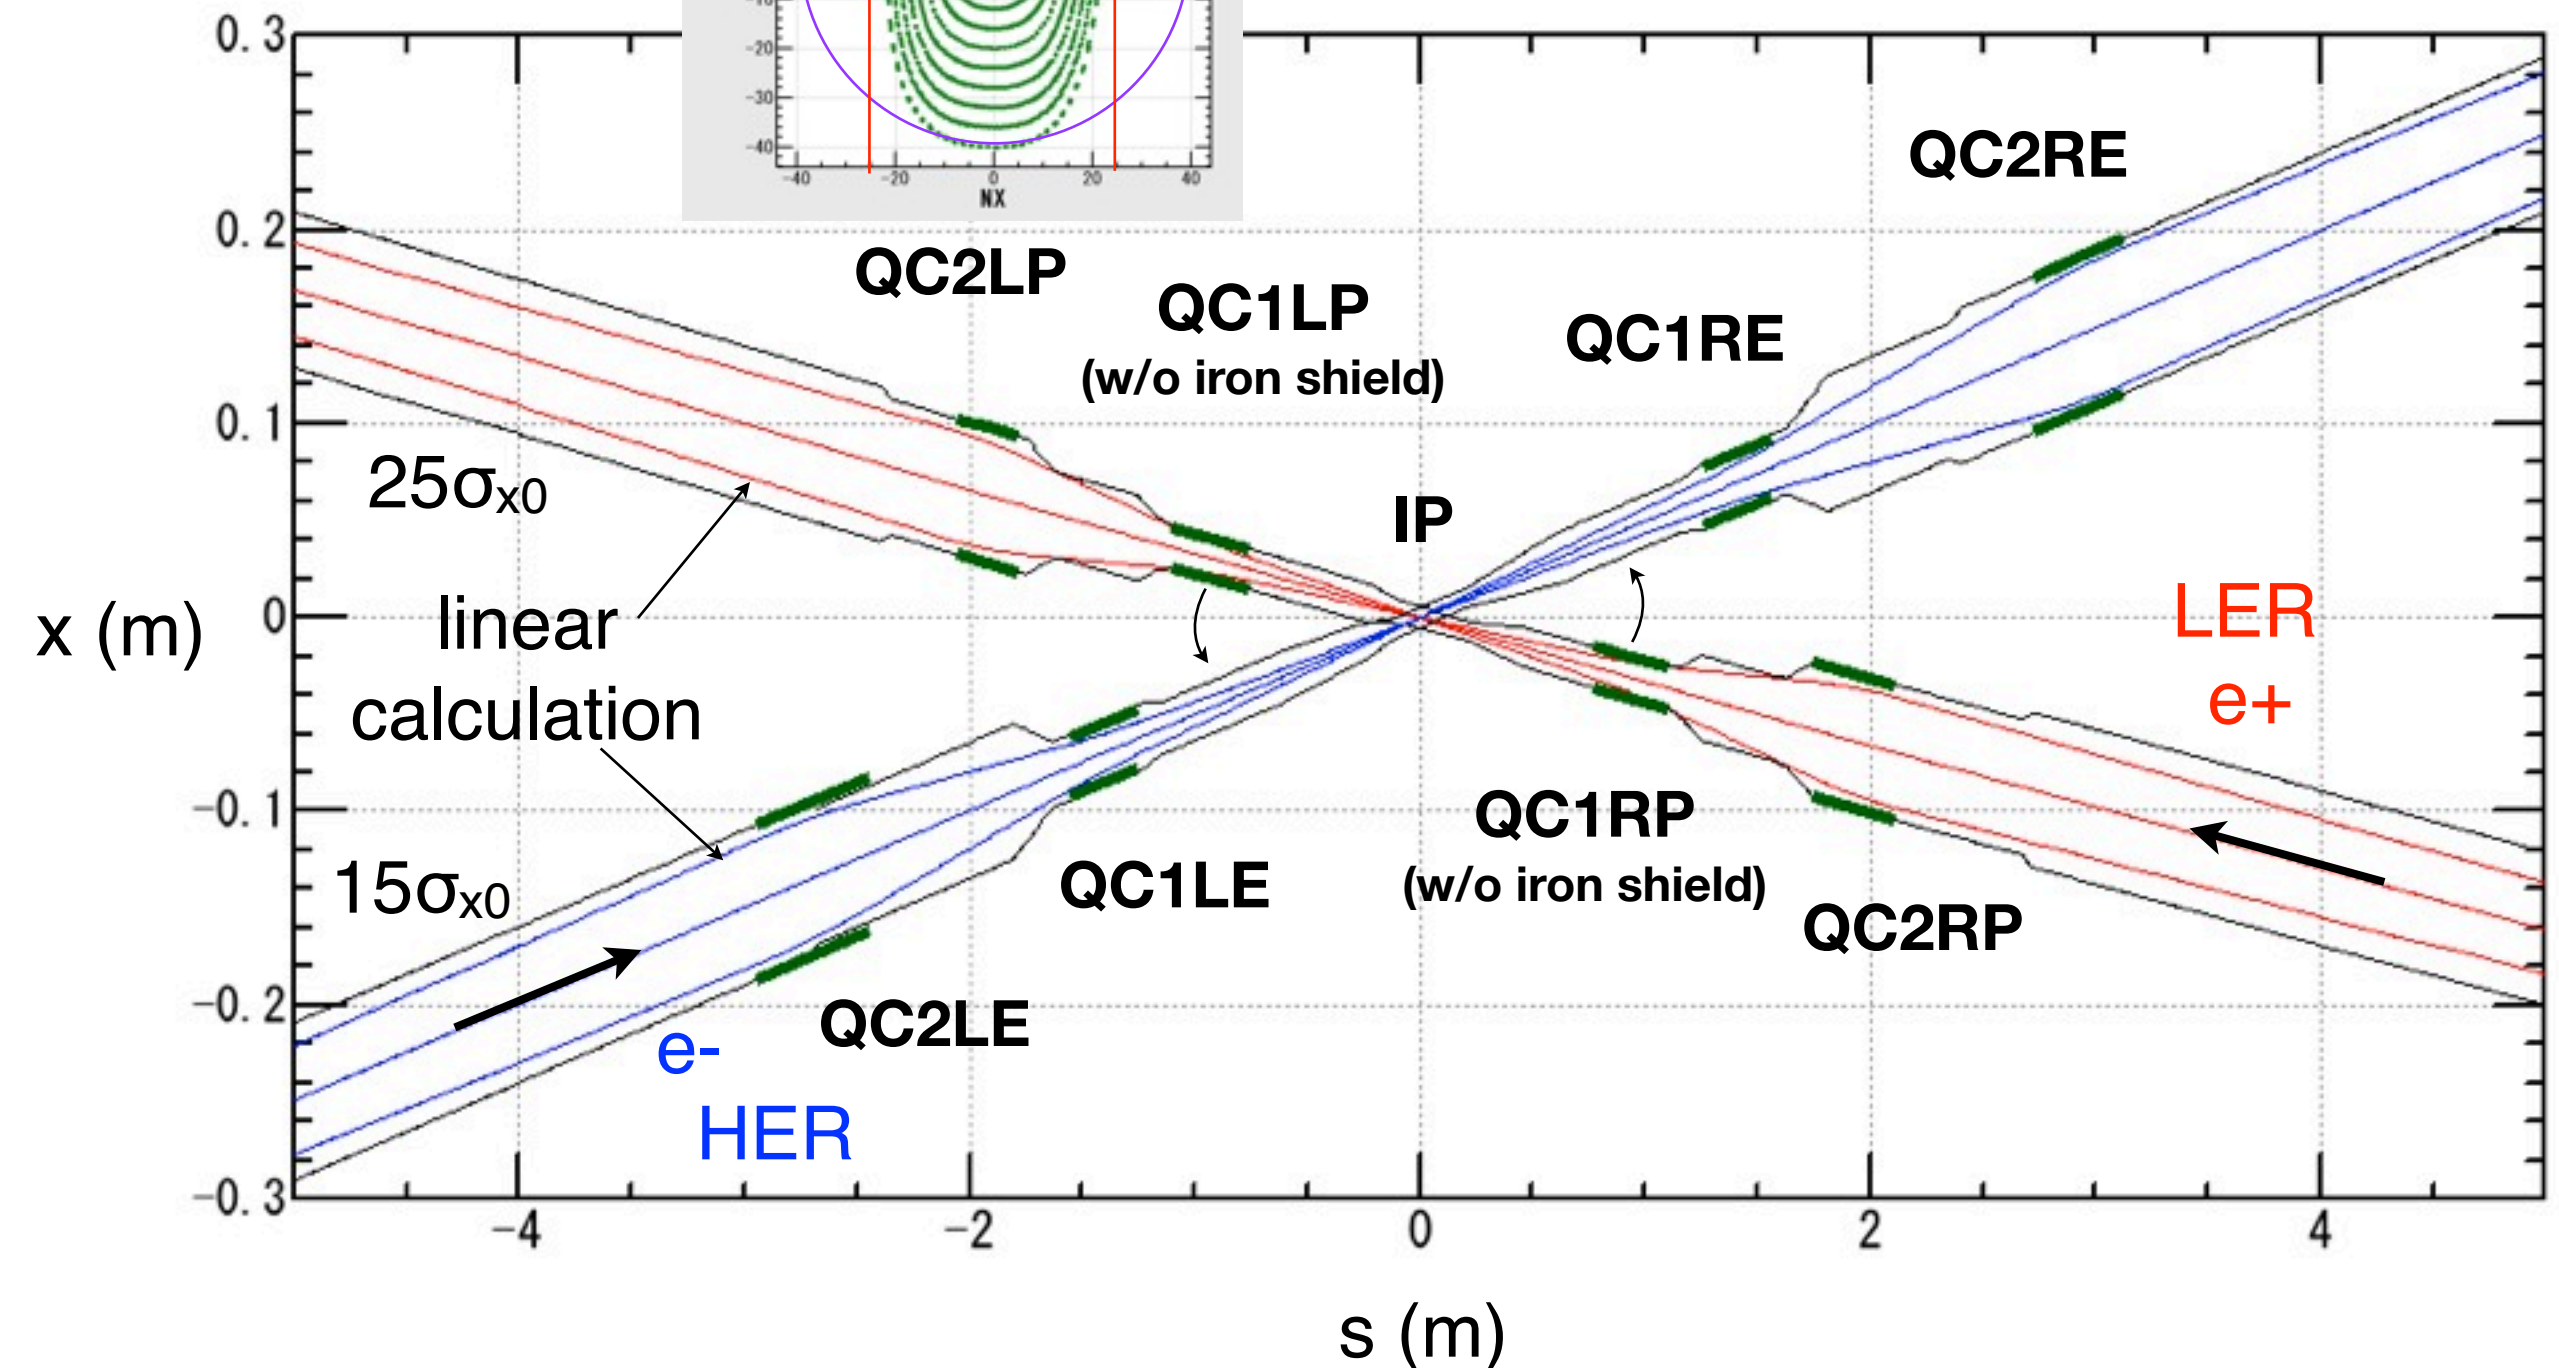 -10
-20
-30
-40
-40 -20 0 20 40
NX
0.3
0.2
0.1
0
-0.1
-0.2
-0.3
x (m)
QC2RE
QC2LP
QC1LP
(w/o iron shield)
QC1RE
25σx0
IP
linear
calculation
LER
e+
15σx0
QC1LE
QC1RP
(w/o iron shield)
QC2RP
QC2LE
e-
HER
-4 -2 0 2 4
s (m)